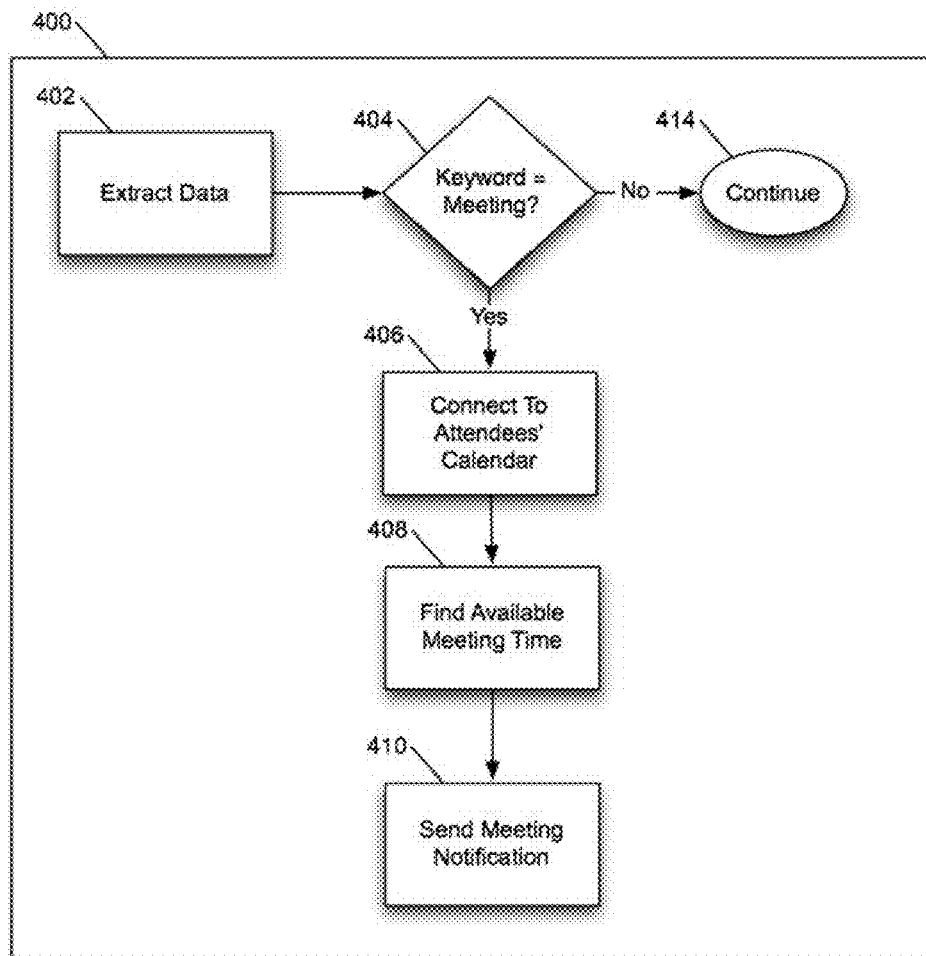 400
402
404
414
Extract Data
Keyword =
Meeting?
No
Continue
Yes
406
Connect To
Attendees'
Calendar
408
Find Available
Meeting Time
410
Send Meeting
Notification